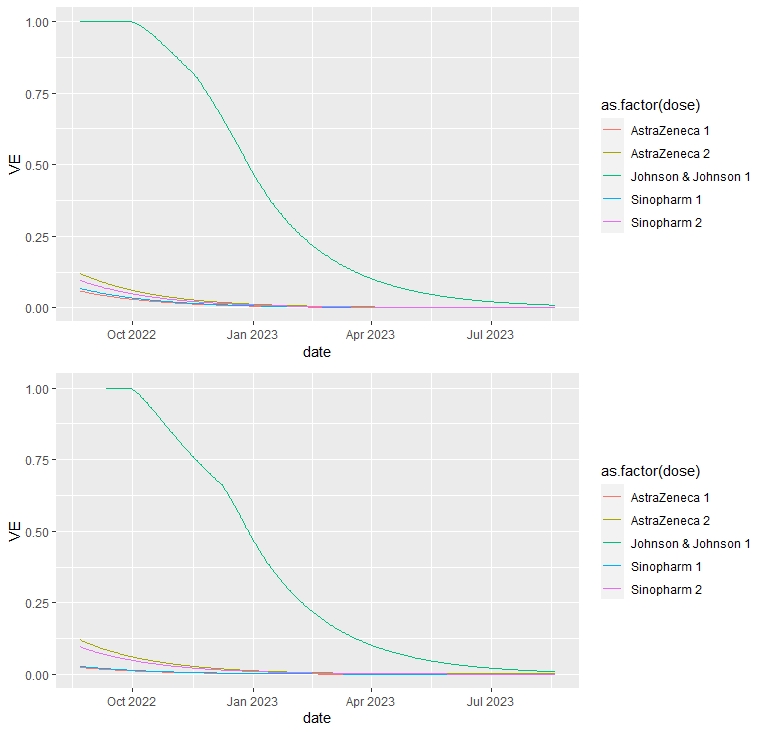 1.00
0.75
0.50
0.25
0.00
VE
Oct 2022 Jan 2023 Apr 2023 Jul 2023
date
as.factor(dose)
AstraZeneca 1
AstraZeneca 2
Johnson & Johnson 1
Sinopharm 1
Sinopharm 2
1.00
0.75
0.50
0.25
0.00
VE
Oct 2022 Jan 2023 Apr 2023 Jul 2023
date
as.factor(dose)
AstraZeneca 1
AstraZeneca 2
Johnson & Johnson 1
Sinopharm 1
Sinopharm 2